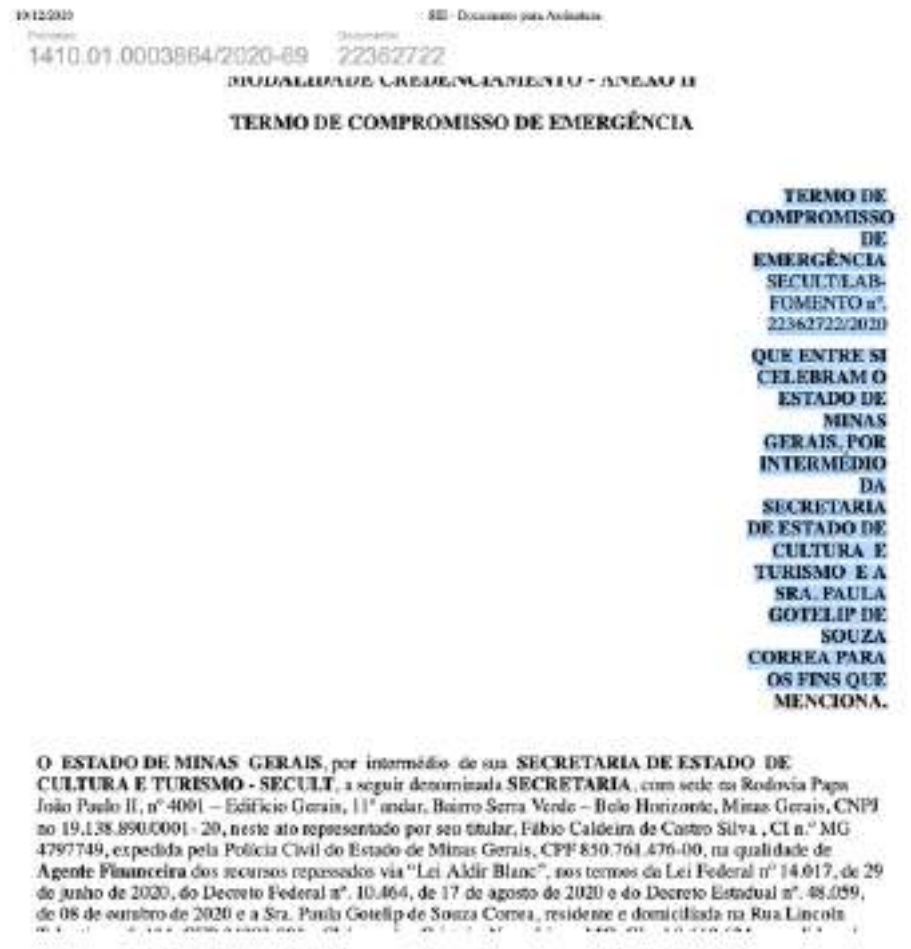 10/12/2020
SEI - Documento para Assinatura
Processo
Documento
1410.01.0003864/2020-69 22362722
MODALIDADE CREDENCIAMENTO - ANEXO II
TERMO DE COMPROMISSO DE EMERGÊNCIA
TERMO DE
COMPROMISSO
DE
EMERGÊNCIA
SECULT/LAB-
FOMENTO nº.
22362722/2020
QUE ENTRE SI
CELEBRAM O
ESTADO DE
MINAS
GERAIS, POR
INTERMÉDIO
DA
SECRETARIA
DE ESTADO DE
CULTURA E
TURISMO E A
SRA. PAULA
GOTELIP DE
SOUZA
CORREA PARA
OS FINS QUE
MENCIONA.
O ESTADO DE MINAS GERAIS, por intermédio de sua SECRETARIA DE ESTADO DE
CULTURA E TURISMO - SECULT, a seguir denominada SECRETARIA, com sede na Rodovia Papa
João Paulo II, nº 4001 – Edifício Gerais, 11º andar, Bairro Serra Verde – Belo Horizonte, Minas Gerais, CNPJ
no 19.138.890/0001- 20, neste ato representado por seu titular, Fábio Caldeira de Castro Silva , CI n.º MG
4797749, expedida pela Polícia Civil do Estado de Minas Gerais, CPF 850.761.476-00, na qualidade de
Agente Financeira dos recursos repassados via “Lei Aldir Blanc”, nos termos da Lei Federal nº 14.017, de 29
de junho de 2020, do Decreto Federal nº. 10.464, de 17 de agosto de 2020 e do Decreto Estadual nº. 48.059,
de 08 de outubro de 2020 e a Sra. Paula Gotelip de Souza Correa, residente e domiciliada na Rua Lincoln